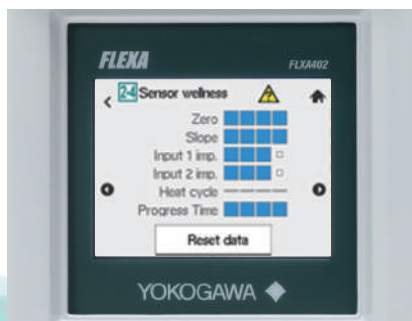 FLEXA
FLXA402
2-4 Sensor wellness
Zero
Slope
Input 1 imp.
Input 2 imp.
Heat cycle
Progress Time
Reset data
YOKOGAWA